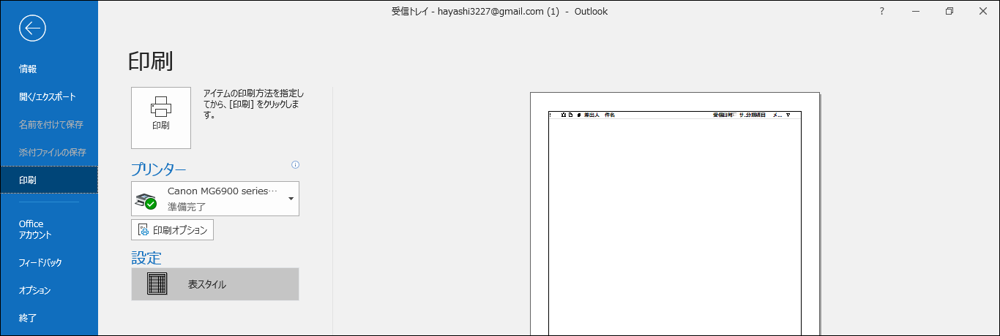 受信トレイ - hayashi3227@gmail.com (1) - Outlook
?
情報
開く/エクスポート
名前を付けて保存
添付ファイルの保存
印刷
Office
アカウント
フィードバック
オプション
終了
印刷
印刷
アイテムの印刷方法を指定し
てから、[印刷] をクリックしま
す。
プリンター
Canon MG6900 series…
準備完了
印刷オプション
設定
表スタイル
! 差出人 件名 受信日時 サ..分類項目 メ...